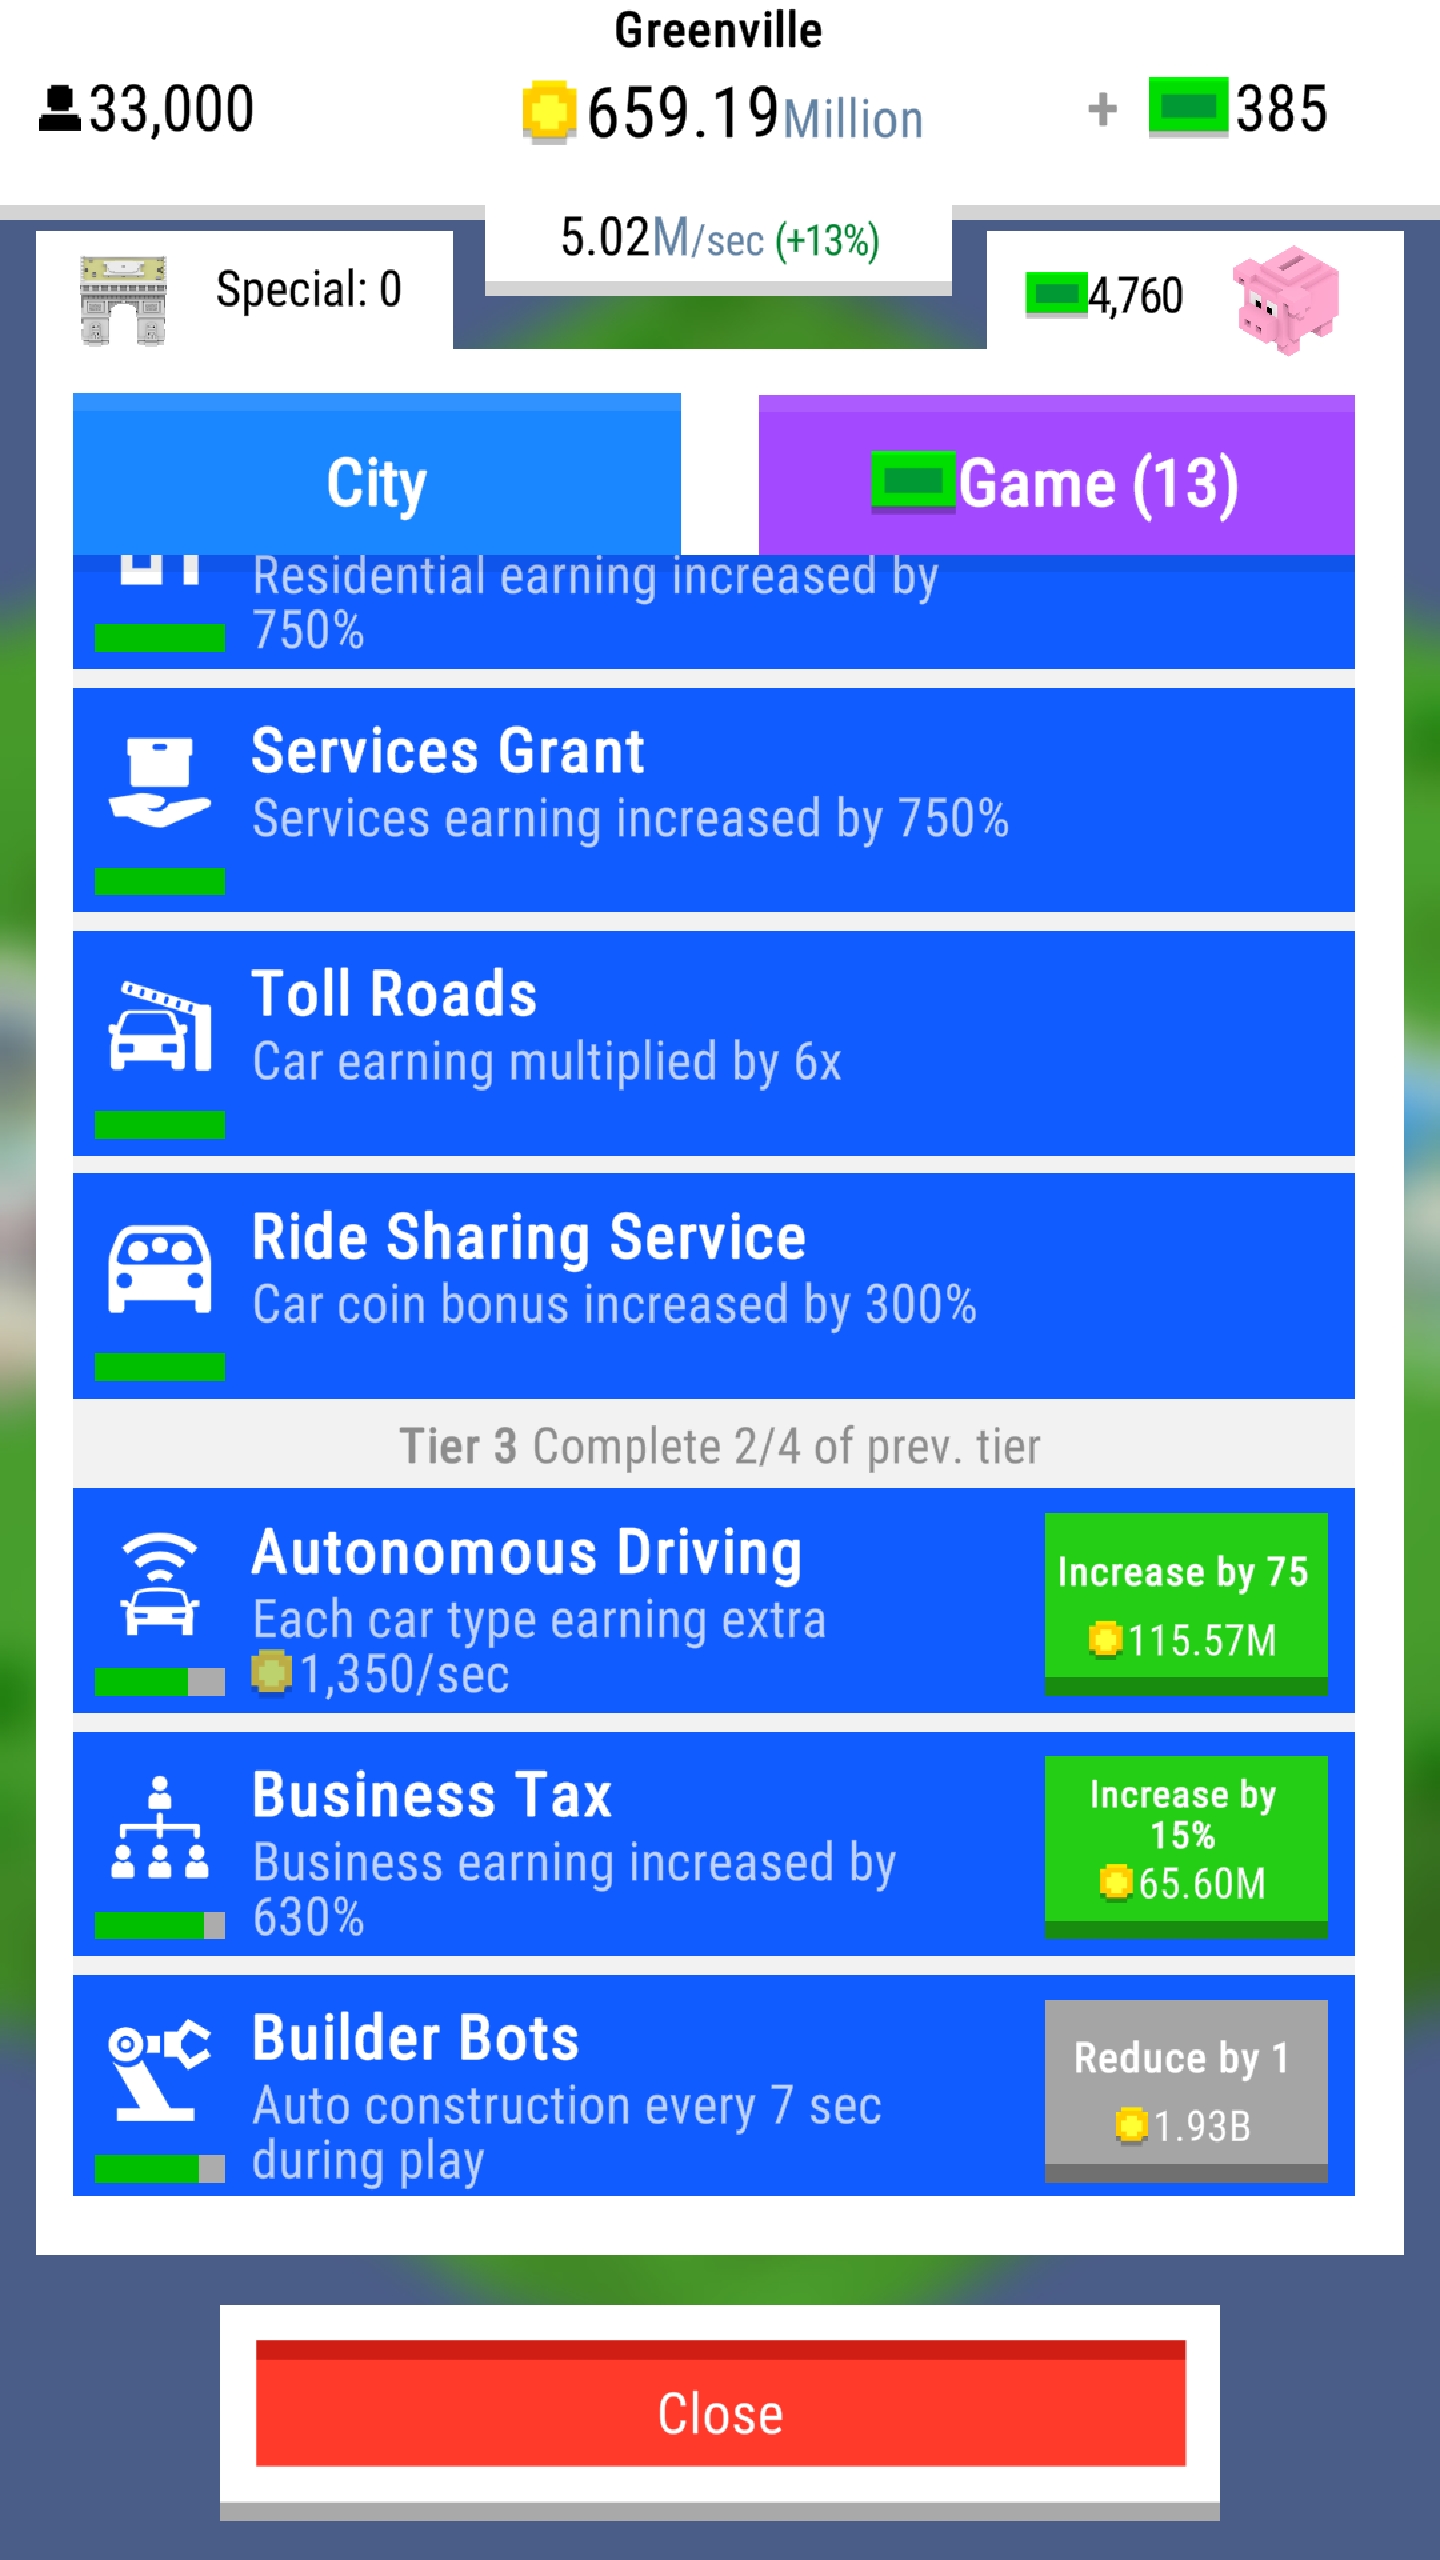 Greenville
33,000
659.19Million
+ 385
5.02M/sec (+13%)
Special: 0
4,760
City
Game (13)
Residential earning increased by
750%
Services Grant
Services earning increased by 750%
Toll Roads
Car earning multiplied by 6x
Ride Sharing Service
Car coin bonus increased by 300%
Tier 3 Complete 2/4 of prev. tier
Autonomous Driving
Each car type earning extra
1,350/sec
Increase by 75
115.57M
Business Tax
Business earning increased by
630%
Increase by
15%
65.60M
Builder Bots
Auto construction every 7 sec
during play
Reduce by 1
1.93B
Close